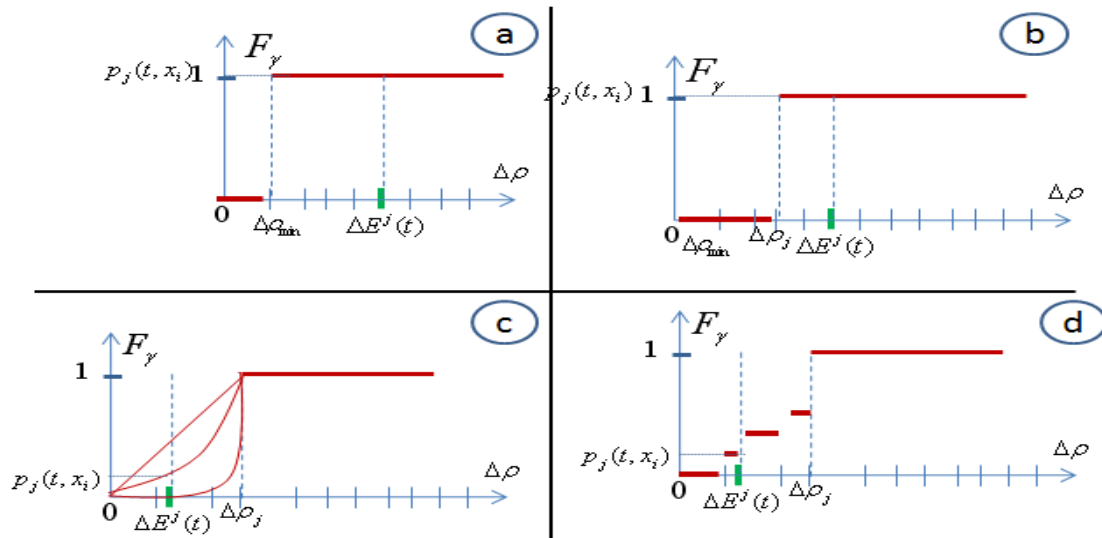 a
F_γ
p_j(t, x_i) 1
Δρ
0
Δρ_min ΔE^j(t)
b
F_γ
p_j(t, x_i) 1
Δρ
0 Δρ_min Δρ_j ΔE^j(t)
c
F_γ
1
p_j(t, x_i)
Δρ
0 ΔE^j(t) Δρ_j
d
F_γ
1
p_j(t, x_i)
Δρ
0 ΔE^j(t) Δρ_j